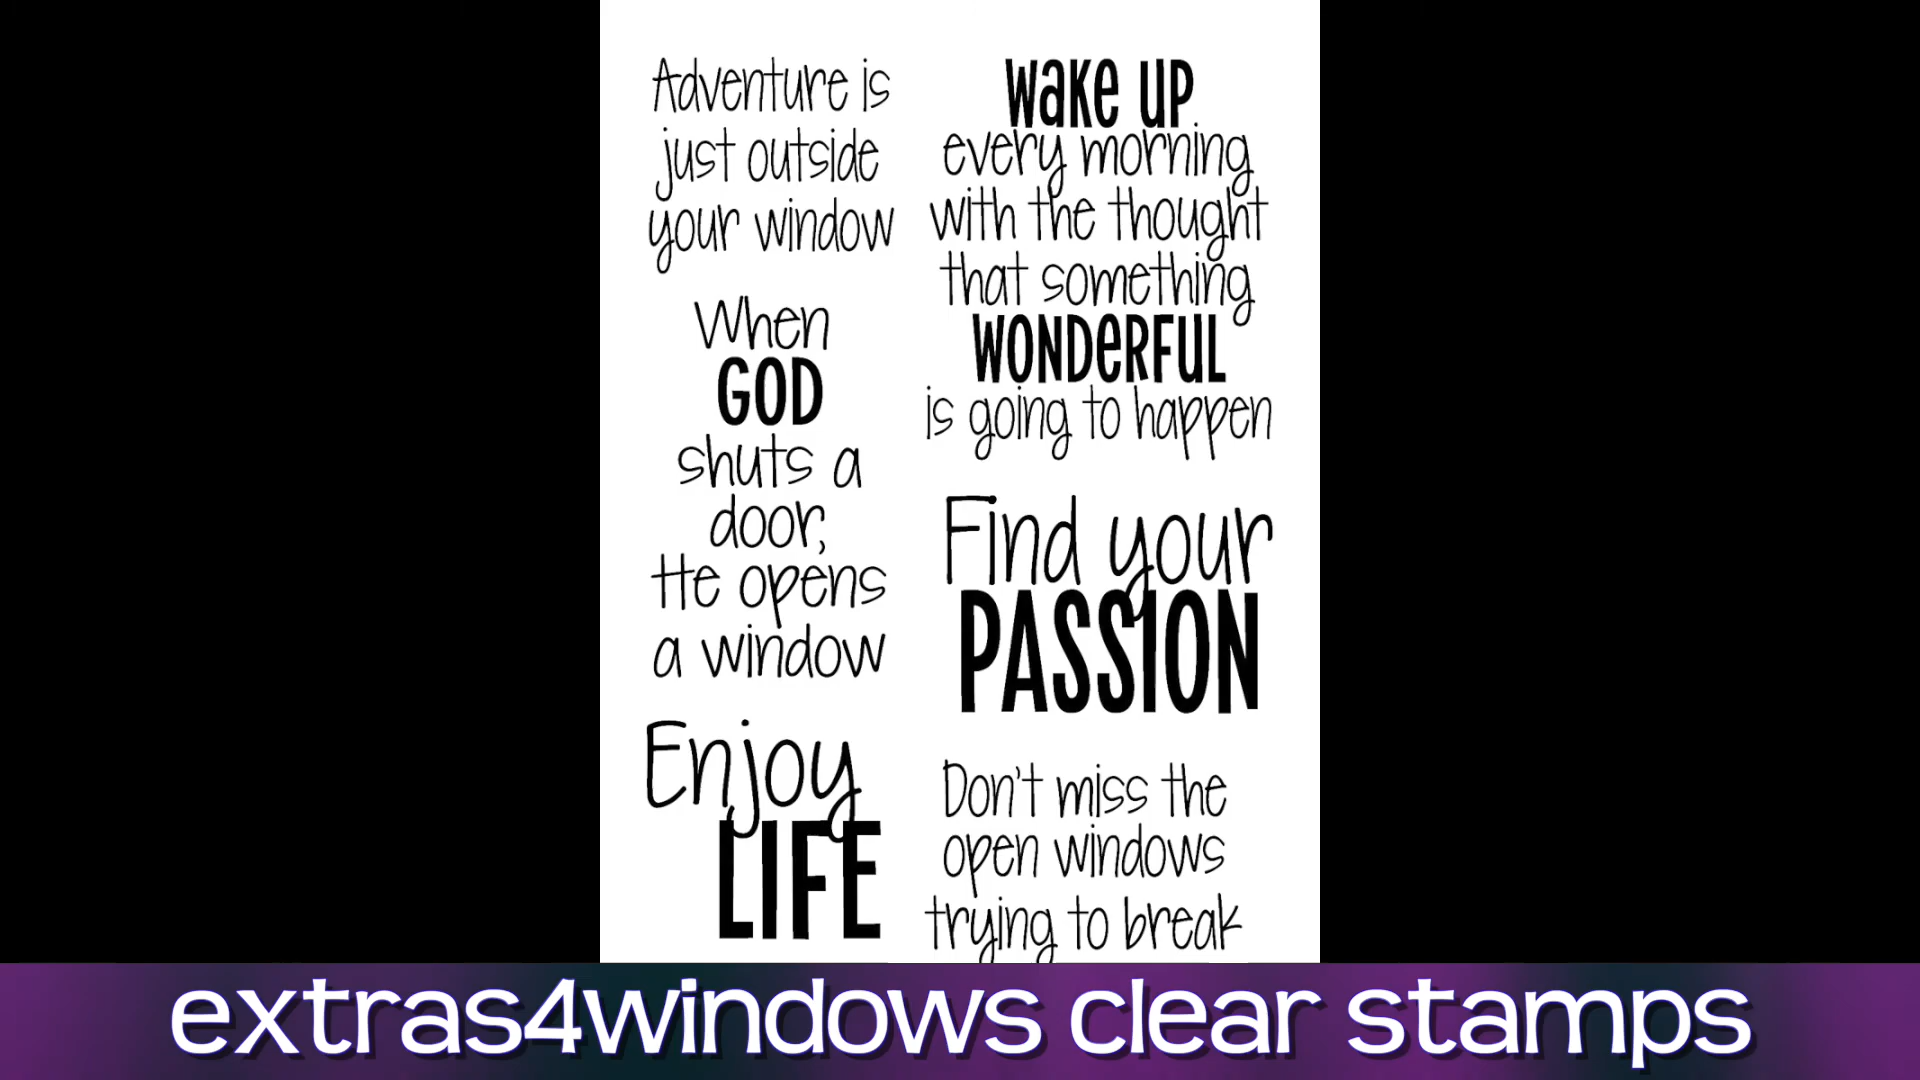 Adventure is
just outside
your window
When
GOD
shuts a
door,
He opens
a window
Enjoy
LIFE
wake up
every morning
with the thought
that something
WONDERFUL
is going to happen
Find your
PASSION
Don't miss the
open windows
trying to break
extras4windows clear stamps